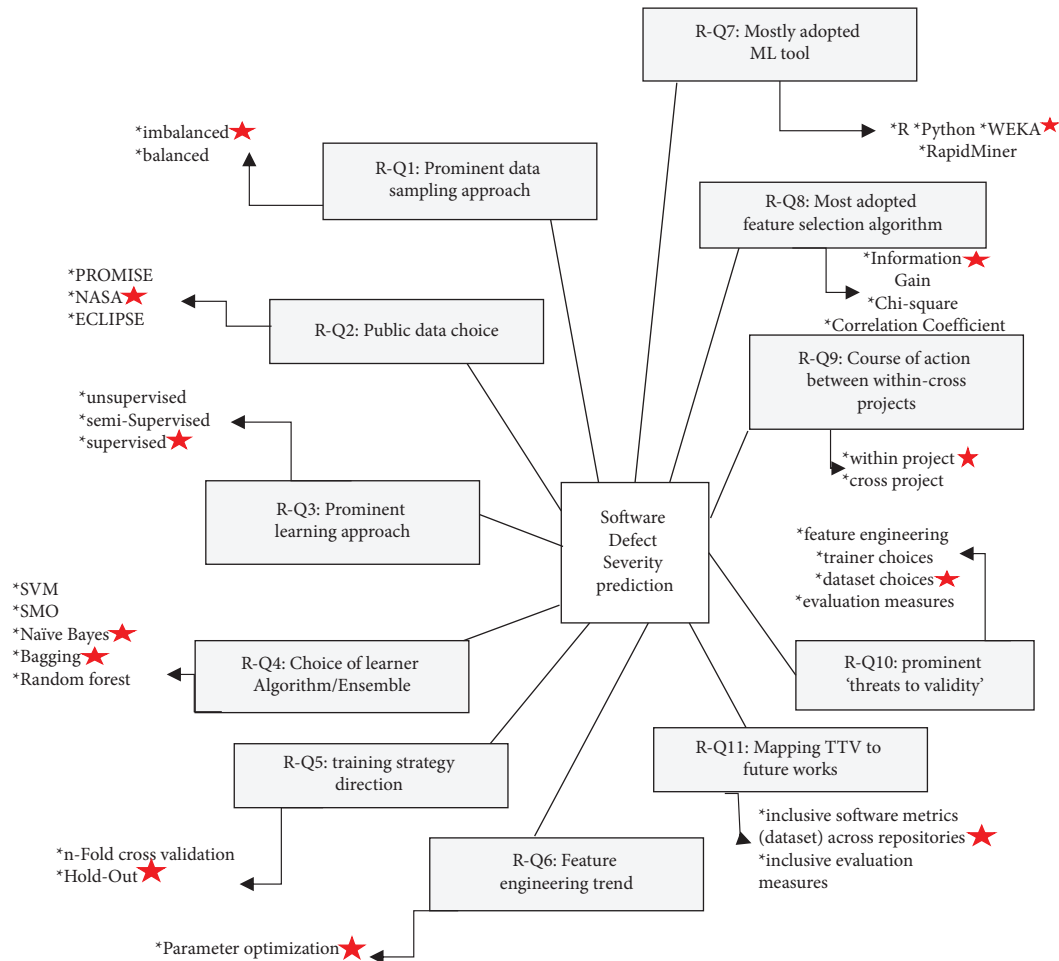 R-Q7: Mostly adopted
ML tool
*R *Python *WEKA
*RapidMiner
*imbalanced
*balanced
R-Q1: Prominent data
sampling approach
R-Q8: Most adopted
feature selection algorithm
*Information
Gain
*Chi-square
*Correlation Coefficient
*PROMISE
*NASA
*ECLIPSE
R-Q2: Public data choice
R-Q9: Course of action
between within-cross
projects
*within project
*cross project
*unsupervised
*semi-Supervised
*supervised
R-Q3: Prominent
learning approach
Software
Defect
Severity
prediction
*feature engineering
*trainer choices
*dataset choices
*evaluation measures
R-Q10: prominent
‘threats to validity’
*SVM
*SMO
*Naïve Bayes
*Bagging
*Random forest
R-Q4: Choice of learner
Algorithm/Ensemble
R-Q11: Mapping TTV to
future works
*inclusive software metrics
(dataset) across repositories
*inclusive evaluation
measures
R-Q5: training strategy
direction
*n-Fold cross validation
*Hold-Out
R-Q6: Feature
engineering trend
*Parameter optimization